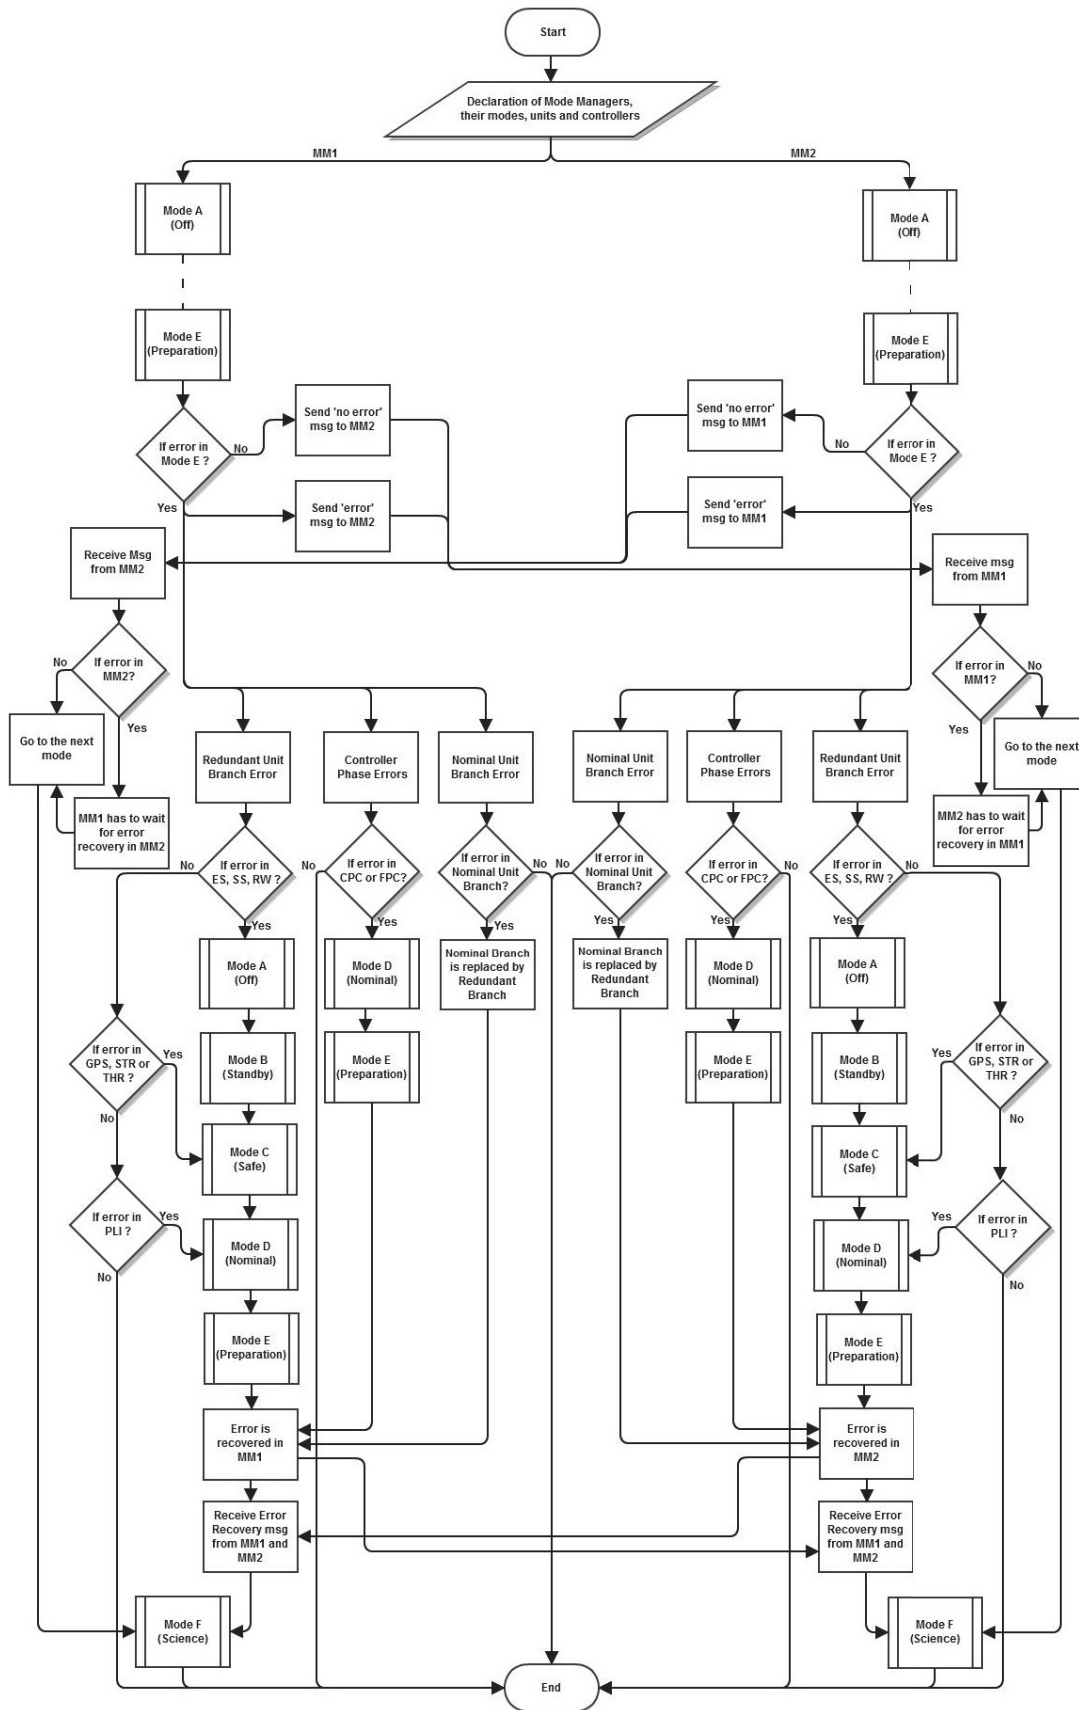 Start
Declaration of Mode Managers,
their modes, units and controllers
MM1
MM2
Mode A
(Off)
Mode A
(Off)
Mode E
(Preparation)
Mode E
(Preparation)
Send 'no error'
msg to MM2
Send 'no error'
msg to MM1
If error in
Mode E ?
No
No
If error in
Mode E ?
Yes
Send 'error'
msg to MM2
Send 'error'
msg to MM1
Yes
Receive Msg
from MM2
Receive msg
from MM1
No
If error in
MM2?
Yes
If error in
MM1?
No
Yes
Go to the next
mode
Go to the next
mode
MM1 has to wait
for error
recovery in MM2
MM2 has to wait
for error
recovery in MM1
Redundant Unit
Branch Error
Controller
Phase Errors
Nominal Unit
Branch Error
Nominal Unit
Branch Error
Controller
Phase Errors
Redundant Unit
Branch Error
No
If error in
ES, SS, RW ?
Yes
No
If error in
CPC or FPC?
Yes
If error in
Nominal Unit
Branch?
No
Yes
No
If error in
Nominal Unit
Branch?
Yes
If error in
CPC or FPC?
No
Yes
If error in
ES, SS, RW ?
No
Yes
Mode A
(Off)
Mode D
(Nominal)
Nominal Branch
is replaced by
Redundant
Branch
Nominal Branch
is replaced by
Redundant
Branch
Mode D
(Nominal)
Mode A
(Off)
If error in
GPS, STR or
THR ?
Yes
No
Mode B
(Standby)
Mode E
(Preparation)
Mode E
(Preparation)
Mode B
(Standby)
Yes
If error in
GPS, STR or
THR ?
No
Mode C
(Safe)
Mode C
(Safe)
If error in
PLI ?
Yes
No
Mode D
(Nominal)
Mode D
(Nominal)
Yes
If error in
PLI ?
No
Mode E
(Preparation)
Mode E
(Preparation)
Error is
recovered in
MM1
Error is
recovered in
MM2
Receive Error
Recovery msg
from MM1 and
MM2
Receive Error
Recovery msg
from MM1 and
MM2
Mode F
(Science)
Mode F
(Science)
End